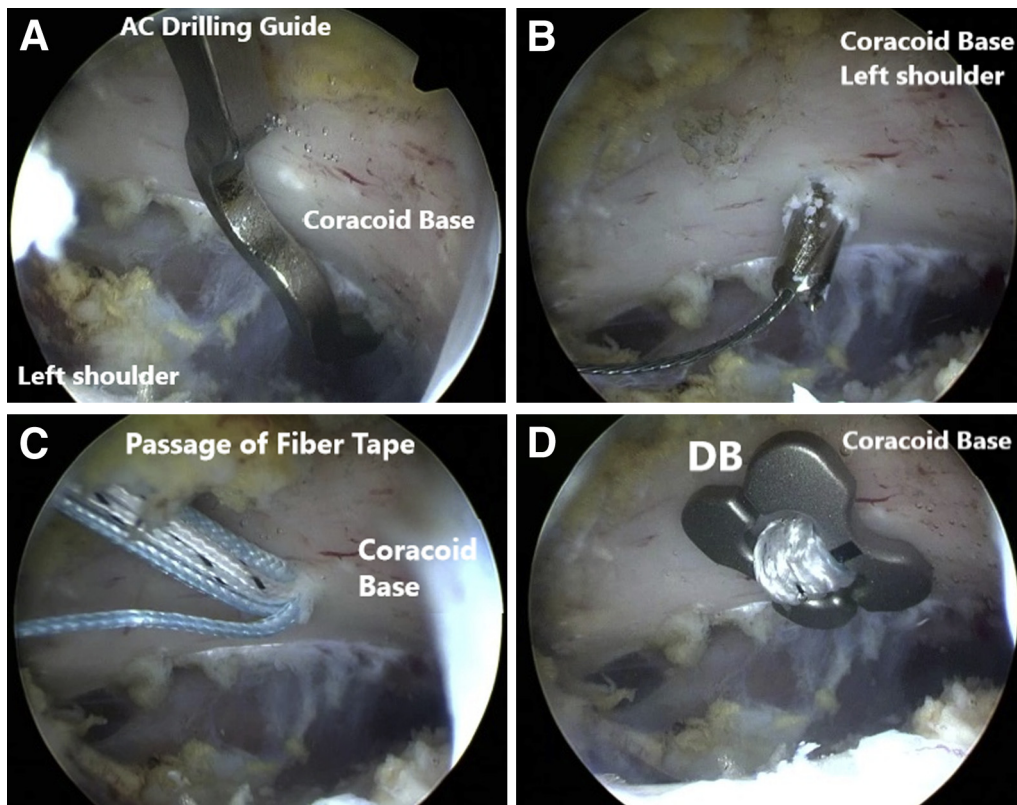 A
AC Drilling Guide
Coracoid Base
Left shoulder
B
Coracoid Base
Left shoulder
C
Passage of Fiber Tape
Coracoid
Base
D
DB
Coracoid Base